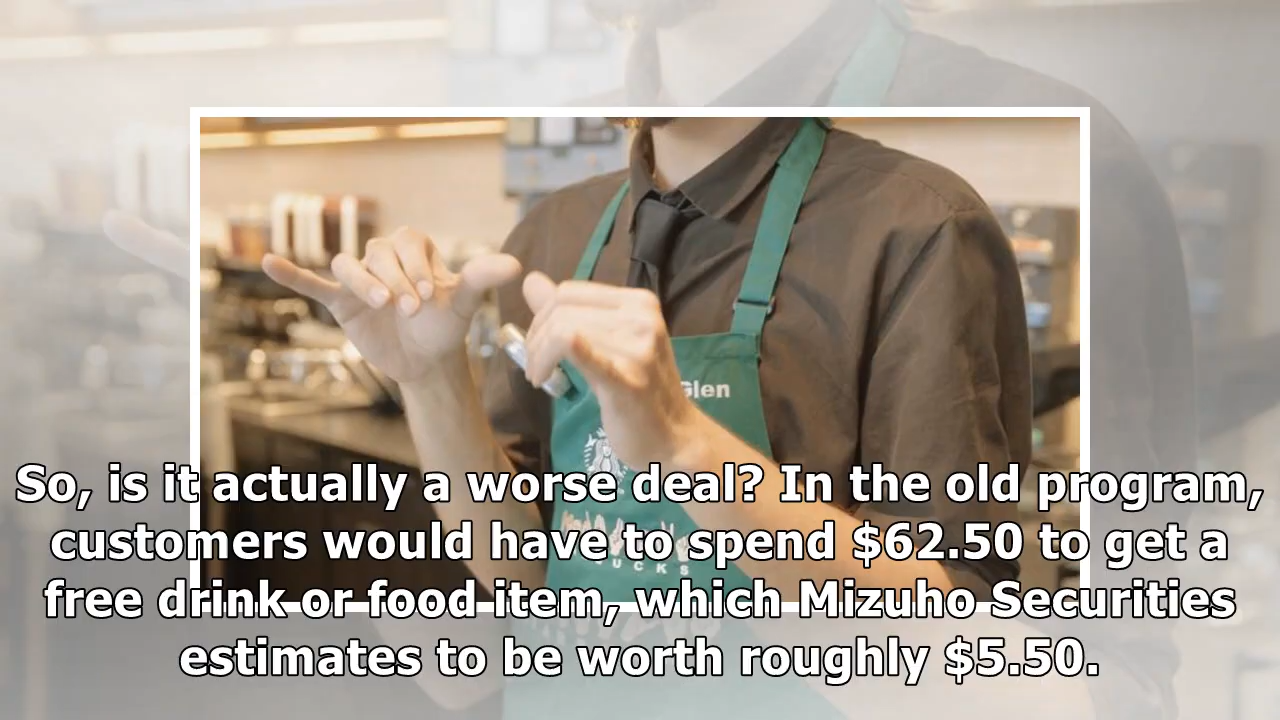 Glen
UCKS
So, is it actually a worse deal? In the old program,
customers would have to spend $62.50 to get a
free drink or food item, which Mizuho Securities
estimates to be worth roughly $5.50.